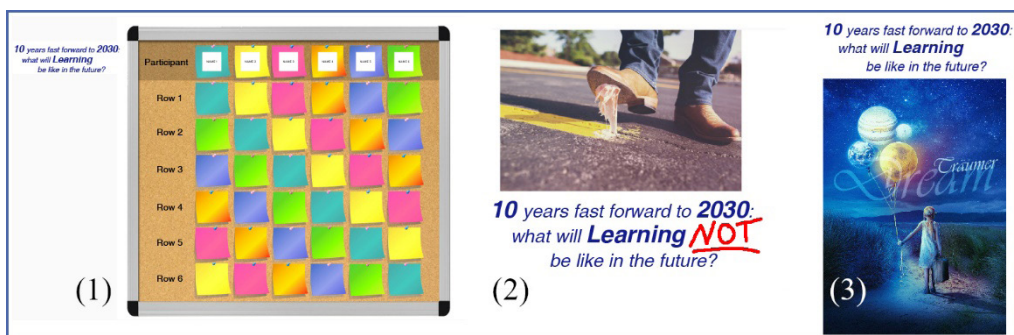 10 years fast forward to 2030:
what will Learning
be like in the future?
Participant
Row 1
Row 2
Row 3
Row 4
Row 5
Row 6
(1)
10 years fast forward to 2030:
what will Learning NOT
be like in the future?
(2)
10 years fast forward to 2030:
what will Learning
be like in the future?
Träumer
Dream
(3)